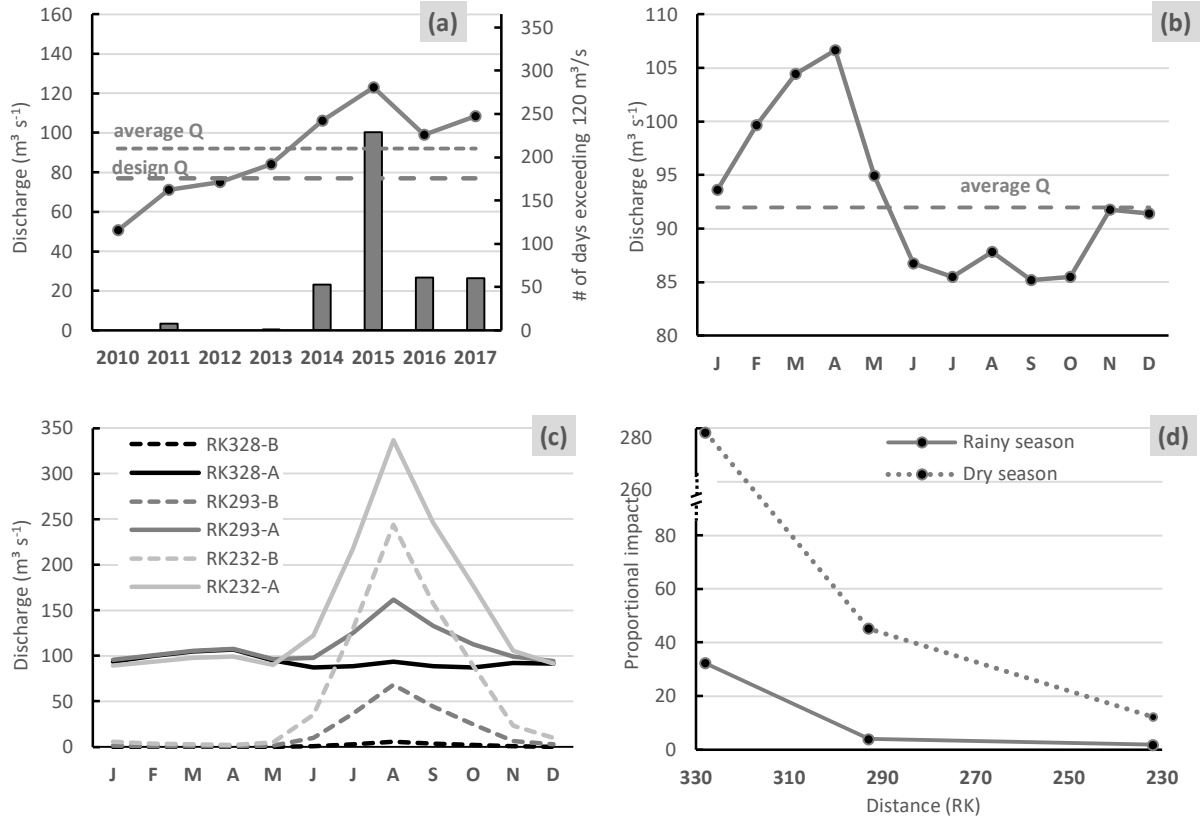 (a)
160
140
120
100
80
60
40
20
0
Discharge (m³ s⁻¹)
average Q
design Q
350
300
250
200
150
100
50
0
# of days exceeding 120 m³/s
2010 2011 2012 2013 2014 2015 2016 2017
(b)
110
105
100
95
90
85
80
Discharge (m³ s⁻¹)
average Q
J F M A M J J A S O N D
(c)
350
300
250
200
150
100
50
0
Discharge (m³ s⁻¹)
RK328-B
RK328-A
RK293-B
RK293-A
RK232-B
RK232-A
J F M A M J J A S O N D
(d)
280
260
80
60
40
20
0
Proportional impact
Rainy season
Dry season
330 310 290 270 250 230
Distance (RK)